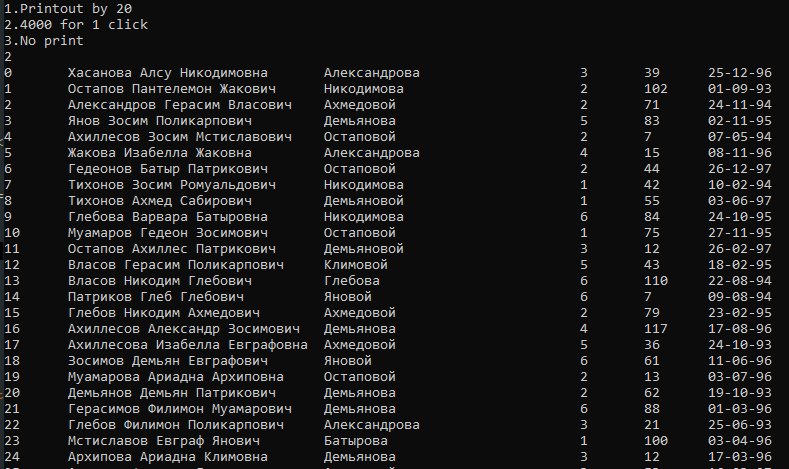 1.Printout by 20
2.4000 for 1 click
3.No print
2
0 Хасанова Алсу Никодимовна Александрова 3 39 25-12-96
1 Остапов Пантелемон Жакович Никодимова 2 102 01-09-93
2 Александров Герасим Власович Ахмедовой 2 71 24-11-94
3 Янов Зосим Поликарпович Демьянова 5 83 02-11-95
4 Ахиллесов Зосим Мстиславович Остаповой 2 7 07-05-94
5 Жакова Изабелла Жаковна Александрова 4 15 08-11-96
6 Гедеонов Батыр Патрикович Остаповой 2 44 26-12-97
7 Тихонов Зосим Ромуальдович Никодимова 1 42 10-02-94
8 Тихонов Ахмед Сабирович Демьяновой 1 55 03-06-97
9 Глебова Варвара Батыровна Никодимова 6 84 24-10-95
10 Муамаров Гедеон Зосимович Остаповой 1 75 27-11-95
11 Остапов Ахиллес Патрикович Демьяновой 3 12 26-02-97
12 Власов Герасим Поликарпович Климовой 5 43 18-02-95
13 Власов Никодим Глебович Глебова 6 110 22-08-94
14 Патриков Глеб Глебович Яновой 6 7 09-08-94
15 Глебов Никодим Ахмедович Ахмедовой 2 79 23-02-95
16 Ахиллесов Александр Зосимович Демьянова 4 117 17-08-96
17 Ахиллесова Изабелла Евграфовна Ахмедовой 5 36 24-10-93
18 Зосимов Демьян Евграфович Яновой 6 61 11-06-96
19 Муамарова Ариадна Архиповна Остаповой 2 13 03-07-96
20 Демьянов Демьян Патрикович Демьянова 2 62 19-10-93
21 Герасимов Филимон Муамарович Демьянова 6 88 01-03-96
22 Глебов Филимон Поликарпович Александрова 3 21 25-06-93
23 Мстиславов Евграф Янович Батырова 1 100 03-04-96
24 Архипова Ариадна Климовна Демьянова 3 12 17-03-96